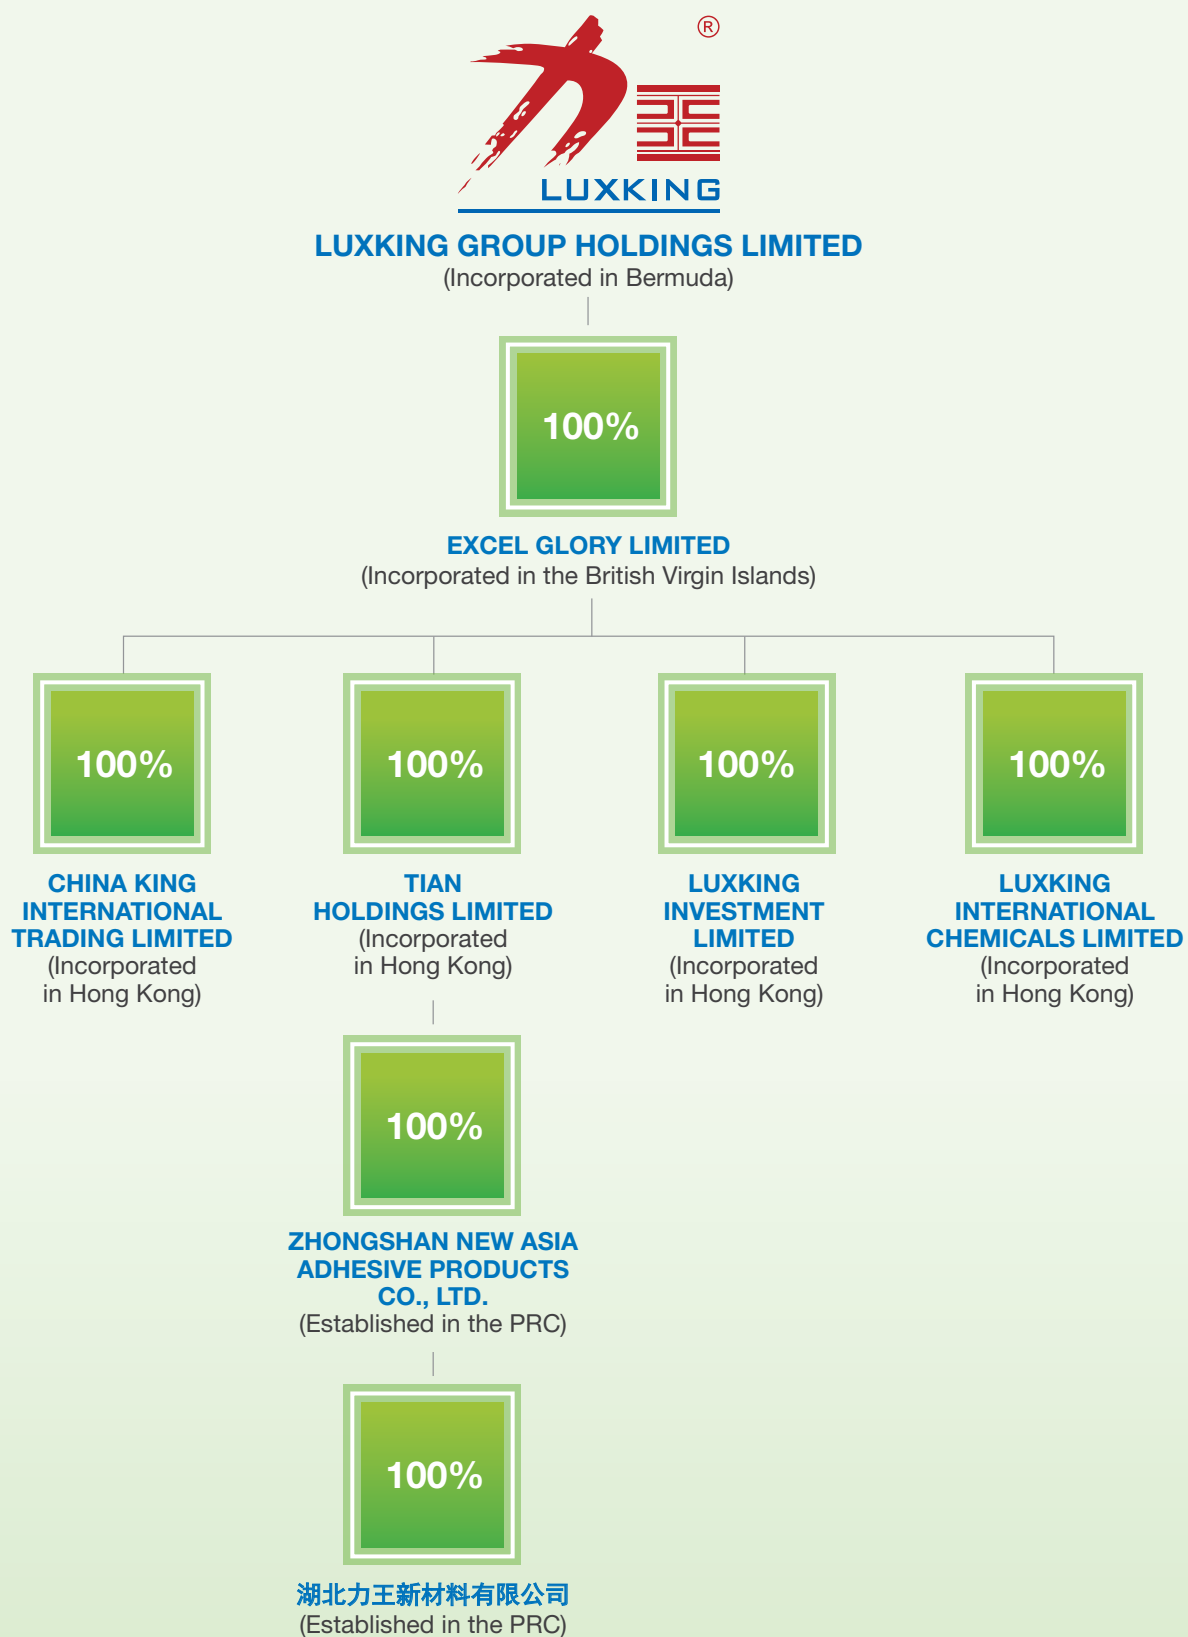 力王
®
LUXKING
LUXKING GROUP HOLDINGS LIMITED
(Incorporated in Bermuda)
100%
EXCEL GLORY LIMITED
(Incorporated in the British Virgin Islands)
100%
100%
100%
100%
CHINA KING
INTERNATIONAL
TRADING LIMITED
(Incorporated
in Hong Kong)
TIAN
HOLDINGS LIMITED
(Incorporated
in Hong Kong)
LUXKING
INVESTMENT
LIMITED
(Incorporated
in Hong Kong)
LUXKING
INTERNATIONAL
CHEMICALS LIMITED
(Incorporated
in Hong Kong)
100%
ZHONGSHAN NEW ASIA
ADHESIVE PRODUCTS
CO., LTD.
(Established in the PRC)
100%
湖北力王新材料有限公司
(Established in the PRC)